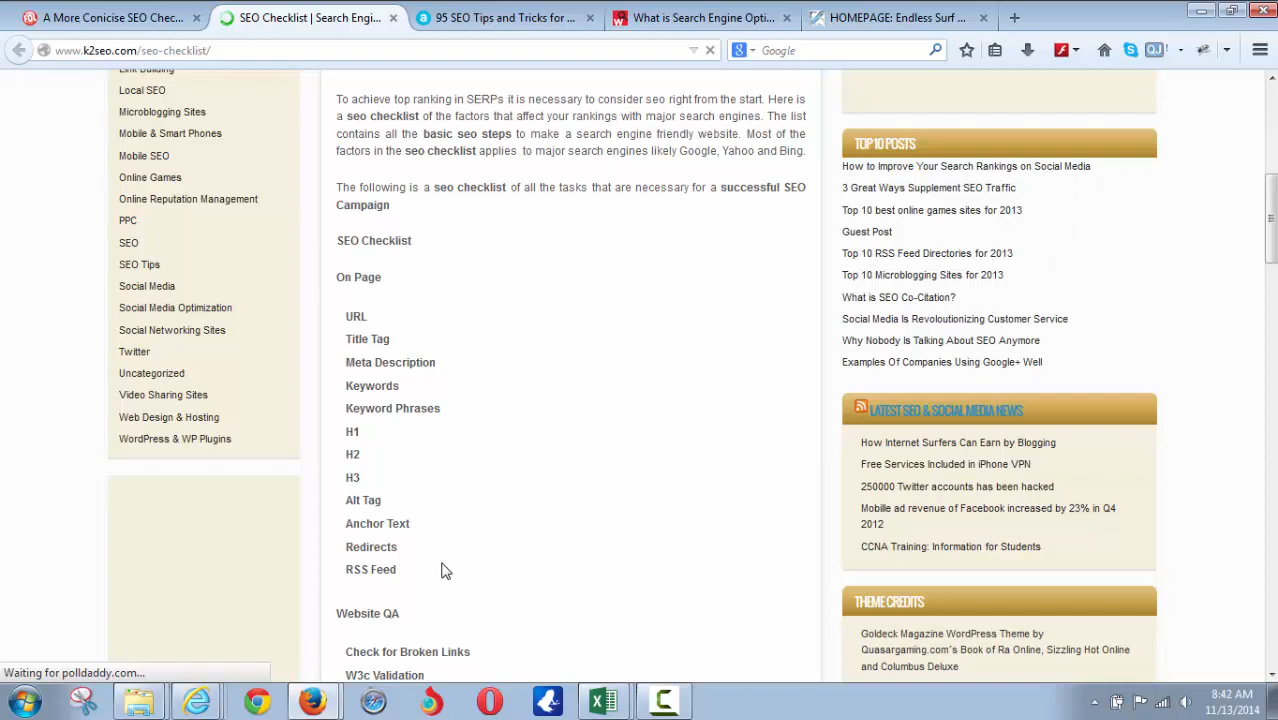 A More Conicise SEO Chec...
SEO Checklist | Search Engi...
95 SEO Tips and Tricks for ...
What is Search Engine Opti...
HOMEPAGE: Endless Surf ...
www.k2seo.com/seo-checklist/
Google
Link Building
Local SEO
Microblogging Sites
Mobile & Smart Phones
Mobile SEO
Online Games
Online Reputation Management
PPC
SEO
SEO Tips
Social Media
Social Media Optimization
Social Networking Sites
Twitter
Uncategorized
Video Sharing Sites
Web Design & Hosting
WordPress & WP Plugins
To achieve top ranking in SERPs it is necessary to consider seo right from the start. Here is
a seo checklist of the factors that affect your rankings with major search engines. The list
contains all the basic seo steps to make a search engine friendly website. Most of the
factors in the seo checklist applies to major search engines likely Google, Yahoo and Bing.
The following is a seo checklist of all the tasks that are necessary for a successful SEO
Campaign
SEO Checklist
On Page
URL
Title Tag
Meta Description
Keywords
Keyword Phrases
H1
H2
H3
Alt Tag
Anchor Text
Redirects
RSS Feed
Website QA
Check for Broken Links
W3c Validation
TOP 10 POSTS
How to Improve Your Search Rankings on Social Media
3 Great Ways Supplement SEO Traffic
Top 10 best online games sites for 2013
Guest Post
Top 10 RSS Feed Directories for 2013
Top 10 Microblogging Sites for 2013
What is SEO Co-Citation?
Social Media Is Revoloutionizing Customer Service
Why Nobody Is Talking About SEO Anymore
Examples Of Companies Using Google+ Well
LATEST SEO & SOCIAL MEDIA NEWS
How Internet Surfers Can Earn by Blogging
Free Services Included in iPhone VPN
250000 Twitter accounts has been hacked
Mobille ad revenue of Facebook increased by 23% in Q4
2012
CCNA Training: Information for Students
THEME CREDITS
Goldeck Magazine WordPress Theme by
Quasargaming.com´s Book of Ra Online, Sizzling Hot Online
and Columbus Deluxe
Waiting for polldaddy.com...
8:42 AM
11/13/2014